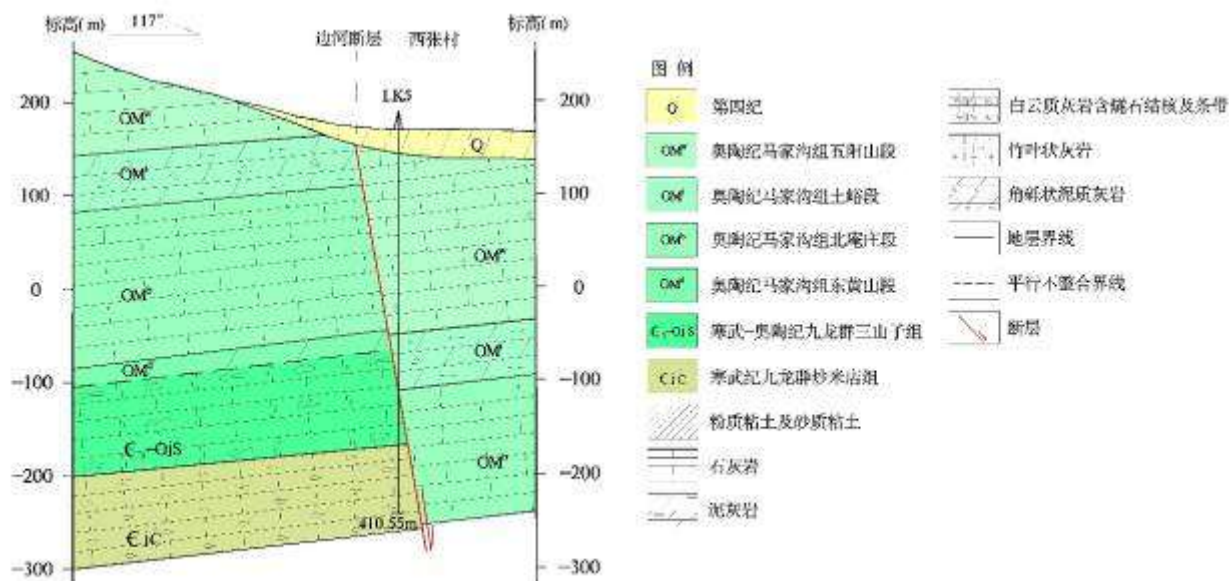 标高(m)
117°
边河断层
西张村
标高(m)
LK5
200
100
0
-100
-200
-300
200
100
0
-100
-200
-300
Q
410.55m
图 例
Q
第四纪
奥陶纪马家沟组五阳山段
奥陶纪马家沟组土峪段
奥陶纪马家沟组北庵庄段
奥陶纪马家沟组东黄山段
寒武-奥陶纪九龙群三山子组
寒武纪九龙群炒米店组
粉质粘土及砂质粘土
石灰岩
泥灰岩
白云质灰岩含燧石结核及条带
竹叶状灰岩
角砾状泥质灰岩
地层界线
平行不整合界线
断层